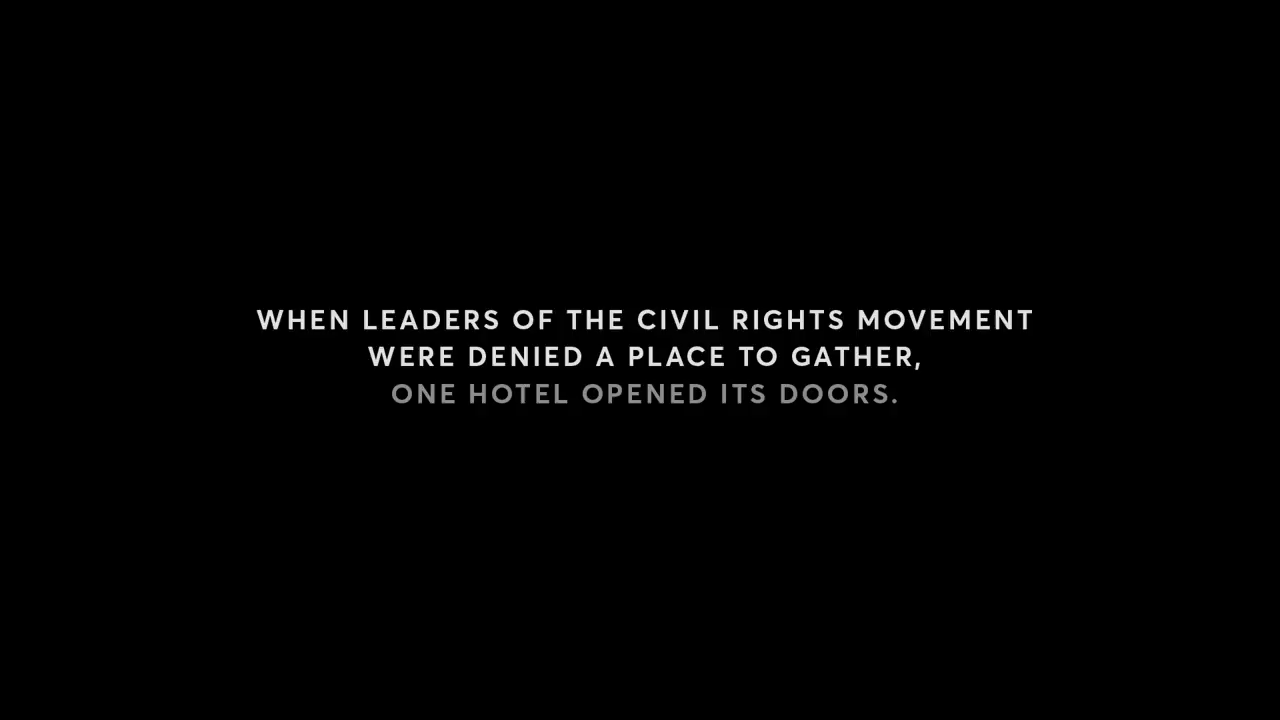 WHEN LEADERS OF THE CIVIL RIGHTS MOVEMENT
WERE DENIED A PLACE TO GATHER,
ONE HOTEL OPENED ITS DOORS.